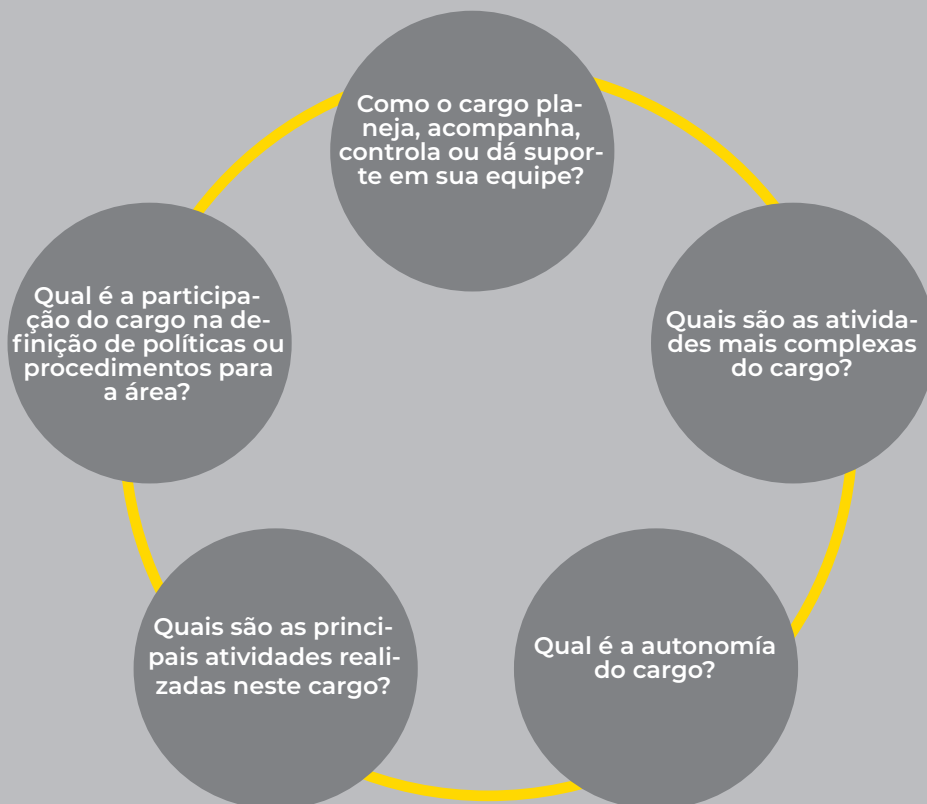 Como o cargo pla-
neja, acompanha,
controla ou dá supor-
te em sua equipe?
Qual é a participa-
ção do cargo na de-
finição de políticas ou
procedimentos para
a área?
Quais são as ativida-
des mais complexas
do cargo?
Quais são as princi-
pais atividades reali-
zadas neste cargo?
Qual é a autonomía
do cargo?